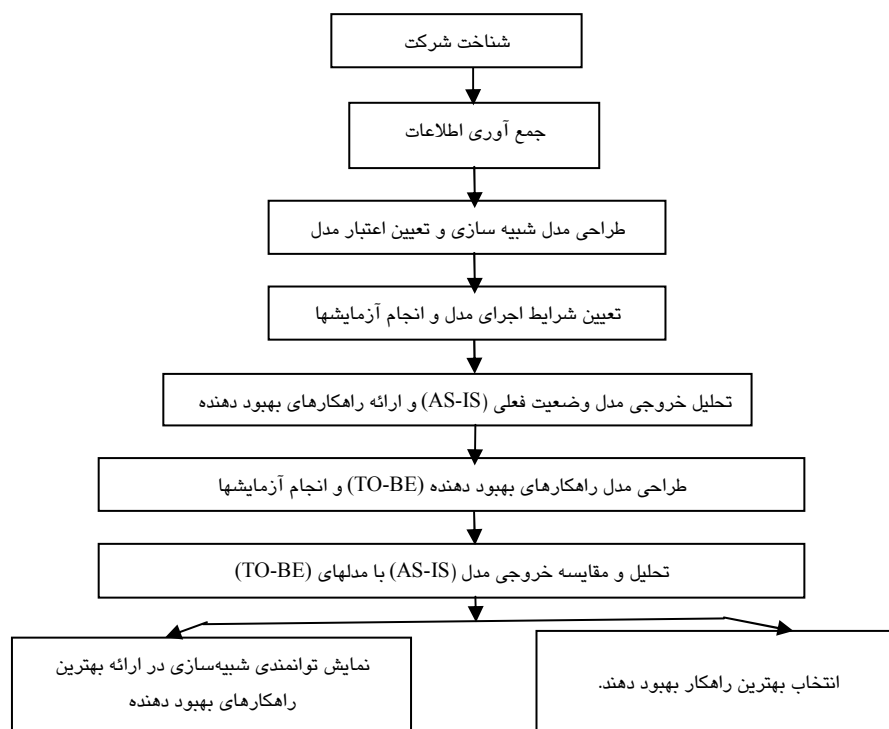 شناخت شرکت
جمع آوری اطلاعات
طراحی مدل شبیه سازی و تعیین اعتبار مدل
تعیین شرایط اجرای مدل و انجام آزمایشها
تحلیل خروجی مدل وضعیت فعلی (AS-IS) و ارائه راهکارهای بهبود دهنده
طراحی مدل راهکارهای بهبود دهنده (TO-BE) و انجام آزمایشها
تحلیل و مقایسه خروجی مدل (AS-IS) با مدلهای (TO-BE)
انتخاب بهترین راهکار بهبود دهند.
نمایش توانمندی شبیه‌سازی در ارائه بهترین
راهکارهای بهبود دهنده